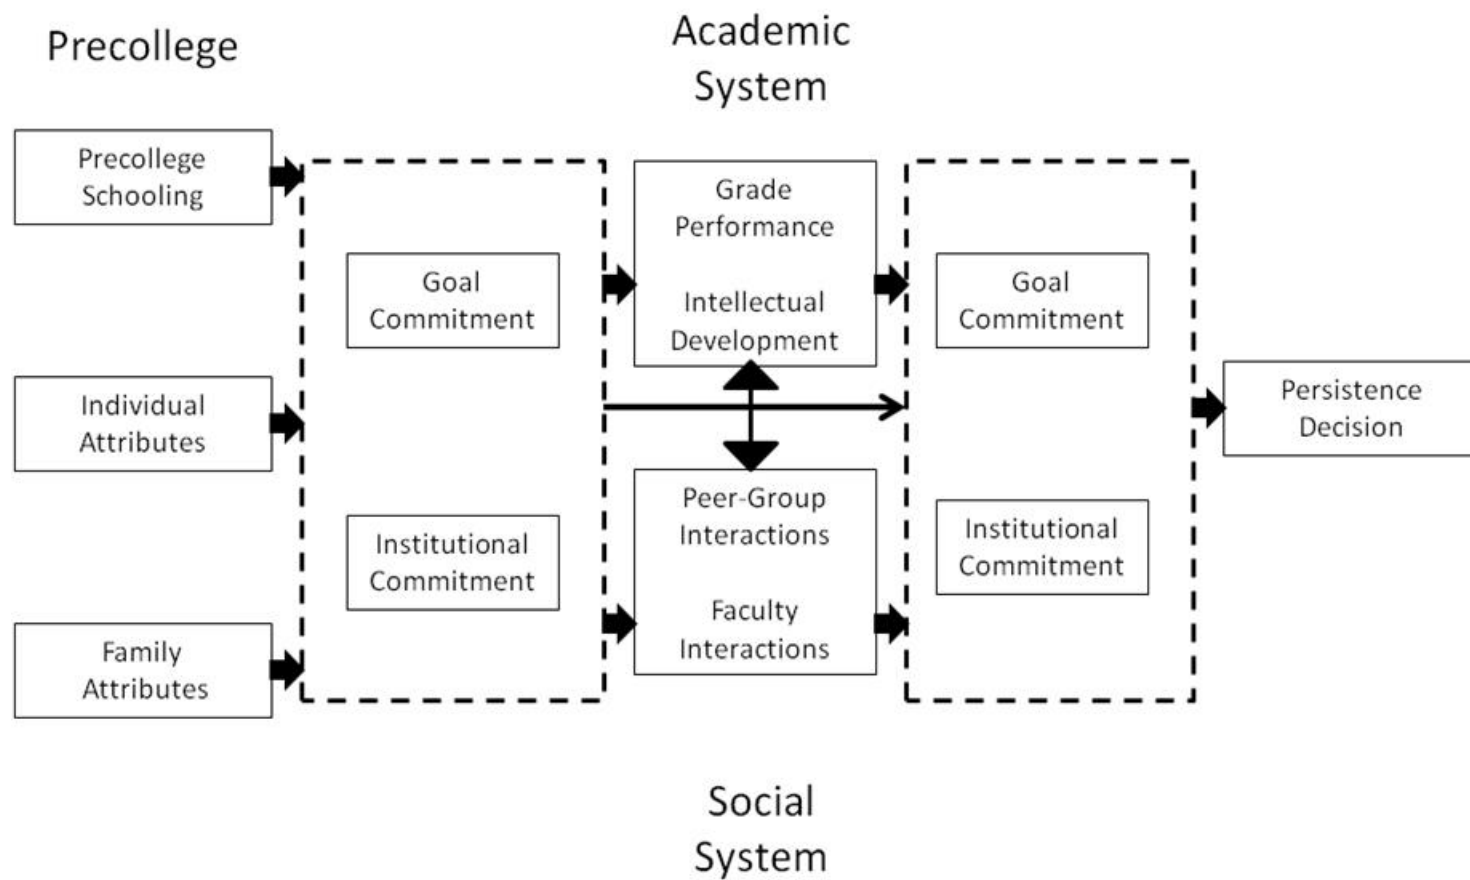 Precollege
Academic
System
Precollege
Schooling
Individual
Attributes
Family
Attributes
Goal
Commitment
Institutional
Commitment
Grade
Performance
Intellectual
Development
Peer-Group
Interactions
Faculty
Interactions
Goal
Commitment
Institutional
Commitment
Persistence
Decision
Social
System